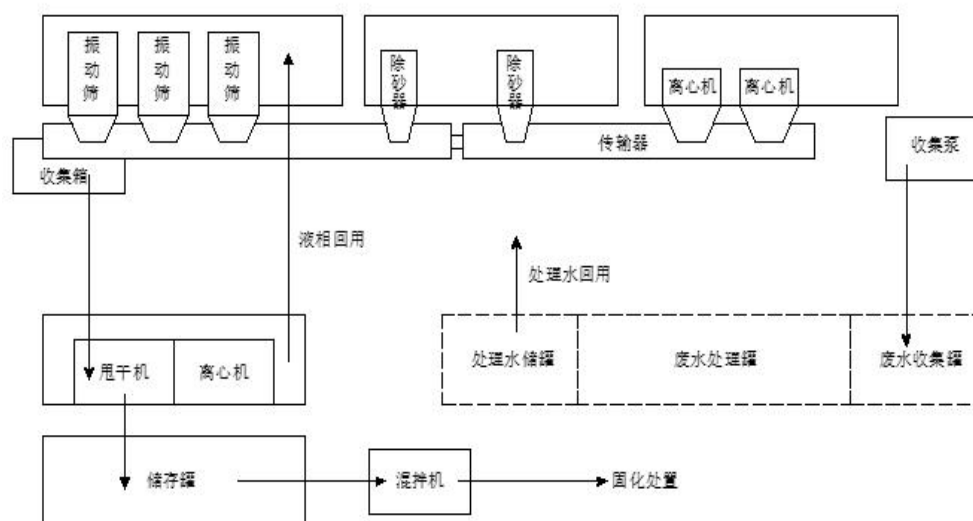 振动筛
振动筛
振动筛
除砂器
除砂器
离心机
离心机
传输器
收集泵
收集箱
液相回用
处理水回用
甩干机
离心机
处理水储罐
废水处理罐
废水收集罐
储存罐
混拌机
固化处置